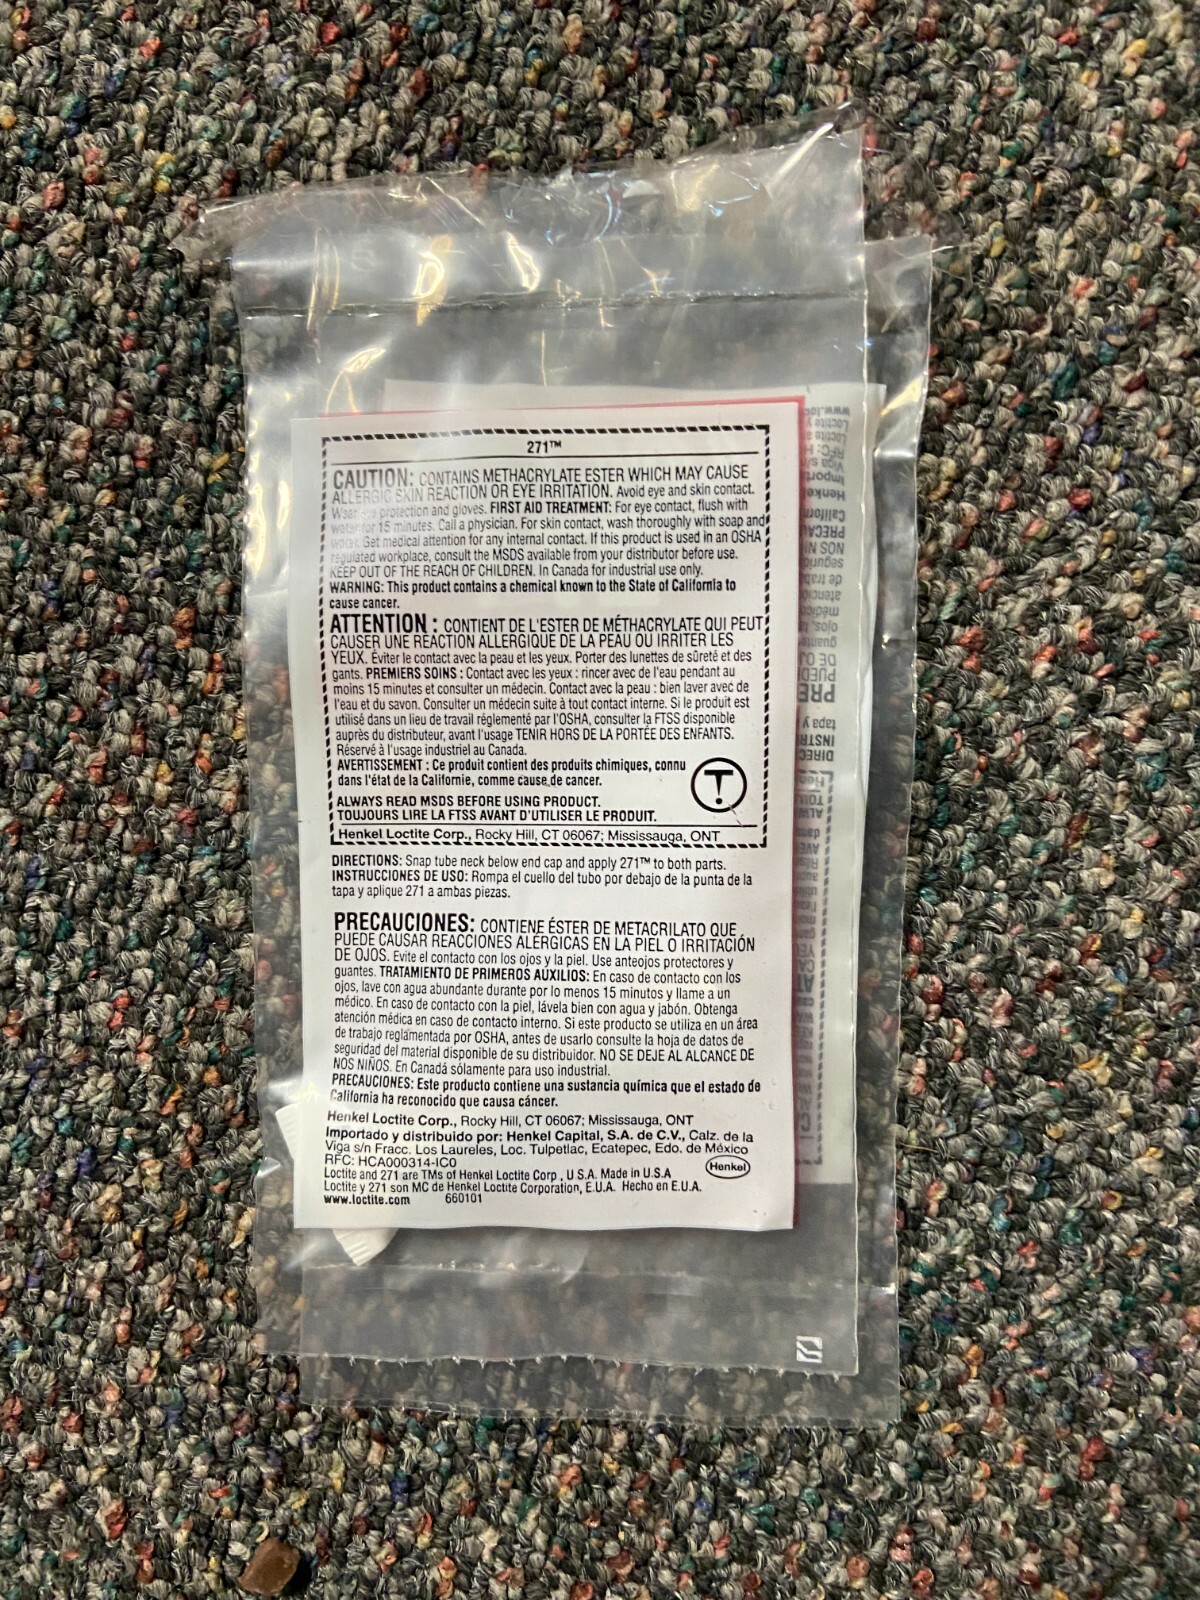 271™
CAUTION: CONTAINS METHACRYLATE ESTER WHICH MAY CAUSE
ALLERGIC SKIN REACTION OR EYE IRRITATION. Avoid eye and skin contact.
Wear eye protection and gloves. FIRST AID TREATMENT: For eye contact, flush with
water for 15 minutes. Call a physician. For skin contact, wash thoroughly with soap and
water. Get medical attention for any internal contact. If this product is used in an OSHA
regulated workplace, consult the MSDS available from your distributor before use.
KEEP OUT OF THE REACH OF CHILDREN. In Canada for industrial use only.
WARNING: This product contains a chemical known to the State of California to
cause cancer.
ATTENTION : CONTIENT DE L'ESTER DE MÉTHACRYLATE QUI PEUT
CAUSER UNE RÉACTION ALLERGIQUE DE LA PEAU OU IRRITER LES
YEUX. Éviter le contact avec la peau et les yeux. Porter des lunettes de sûreté et des
gants. PREMIERS SOINS : Contact avec les yeux : rincer avec de l'eau pendant au
moins 15 minutes et consulter un médecin. Contact avec la peau : bien laver avec de
l'eau et du savon. Consulter un médecin suite à tout contact interne. Si le produit est
utilisé dans un lieu de travail réglementé par l'OSHA, consulter la FTSS disponible
auprès du distributeur, avant l'usage TENIR HORS DE LA PORTÉE DES ENFANTS.
Réservé à l'usage industriel au Canada.
AVERTISSEMENT : Ce produit contient des produits chimiques, connu
dans l'état de la Californie, comme cause de cancer.
ALWAYS READ MSDS BEFORE USING PRODUCT.
TOUJOURS LIRE LA FTSS AVANT D'UTILISER LE PRODUIT.
Henkel Loctite Corp., Rocky Hill, CT 06067; Mississauga, ONT
DIRECTIONS: Snap tube neck below end cap and apply 271™ to both parts.
INSTRUCCIONES DE USO: Rompa el cuello del tubo por debajo de la punta de la
tapa y aplique 271 a ambas piezas.
PRECAUCIONES: CONTIENE ÉSTER DE METACRILATO QUE
PUEDE CAUSAR REACCIONES ALÉRGICAS EN LA PIEL O IRRITACIÓN
DE OJOS. Evite el contacto con los ojos y la piel. Use anteojos protectores y
guantes. TRATAMIENTO DE PRIMEROS AUXILIOS: En caso de contacto con los
ojos, lave con agua abundante durante por lo menos 15 minutos y llame a un
médico. En caso de contacto con la piel, lávela bien con agua y jabón. Obtenga
atención médica en caso de contacto interno. Si este producto se utiliza en un área
de trabajo reglamentada por OSHA, antes de usarlo consulte la hoja de datos de
seguridad del material disponible de su distribuidor. NO SE DEJE AL ALCANCE DE
NOS NIÑOS. En Canadá sólamente para uso industrial.
PRECAUCIONES: Este producto contiene una sustancia química que el estado de
California ha reconocido que causa cáncer.
Henkel Loctite Corp., Rocky Hill, CT 06067; Mississauga, ONT
Importado y distribuido por: Henkel Capital, S.A. de C.V., Calz. de la
Viga s/n Fracc. Los Laureles, Loc. Tulpetlac, Ecatepec, Edo. de México
RFC: HCA000314-IC0
Henkel
Loctite and 271 are TMs of Henkel Loctite Corp., U.S.A. Made in U.S.A
Loctite y 271 son MC de Henkel Loctite Corporation, E.U.A. Hecho en E.U.A.
www.loctite.com 660101